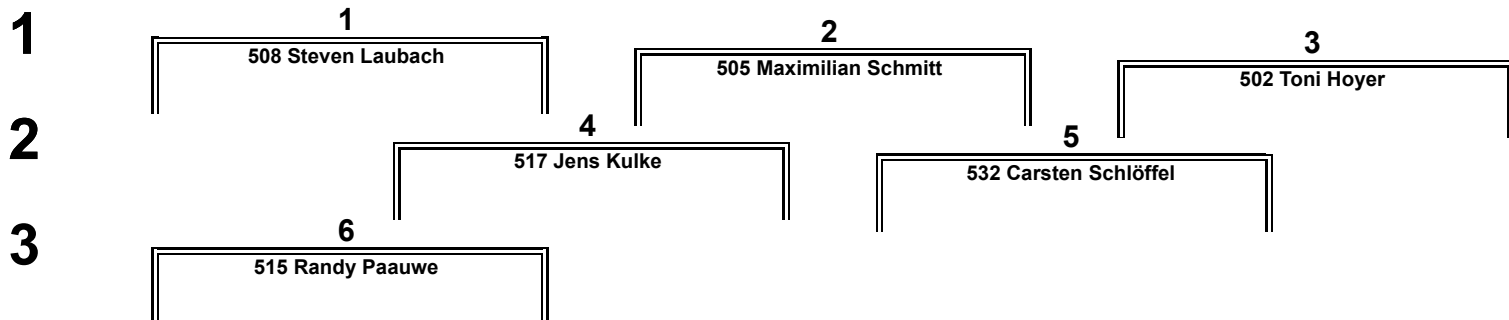 1
1
508 Steven Laubach
2
505 Maximilian Schmitt
3
502 Toni Hoyer
2
4
517 Jens Kulke
5
532 Carsten Schlöffel
3
6
515 Randy Paauwe